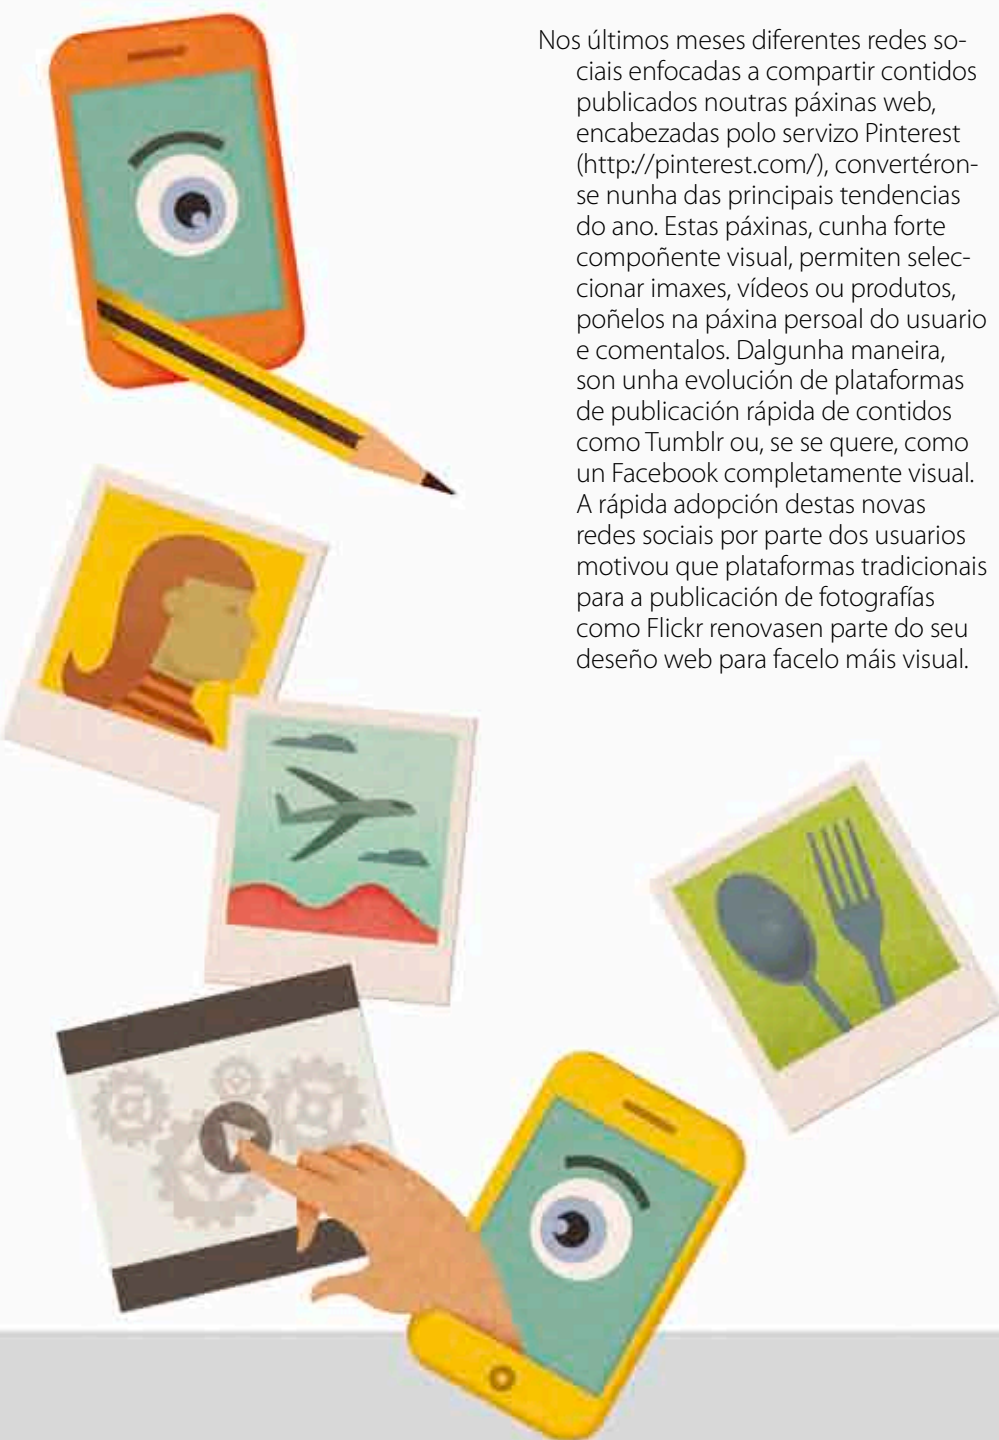 Nos últimos meses diferentes redes so-
ciais enfocadas a compartir contidos
publicados noutras páxinas web,
encabezadas polo servizo Pinterest
(http://pinterest.com/), convertéron-
se nunha das principais tendencias
do ano. Estas páxinas, cunha forte
compoñente visual, permiten selec-
cionar imaxes, vídeos ou produtos,
poñelos na páxina persoal do usuario
e comentalos. Dalgunha maneira,
son unha evolución de plataformas
de publicación rápida de contidos
como Tumblr ou, se se quere, como
un Facebook completamente visual.
A rápida adopción destas novas
redes sociais por parte dos usuarios
motivou que plataformas tradicionais
para a publicación de fotografías
como Flickr renovasen parte do seu
deseño web para facelo máis visual.